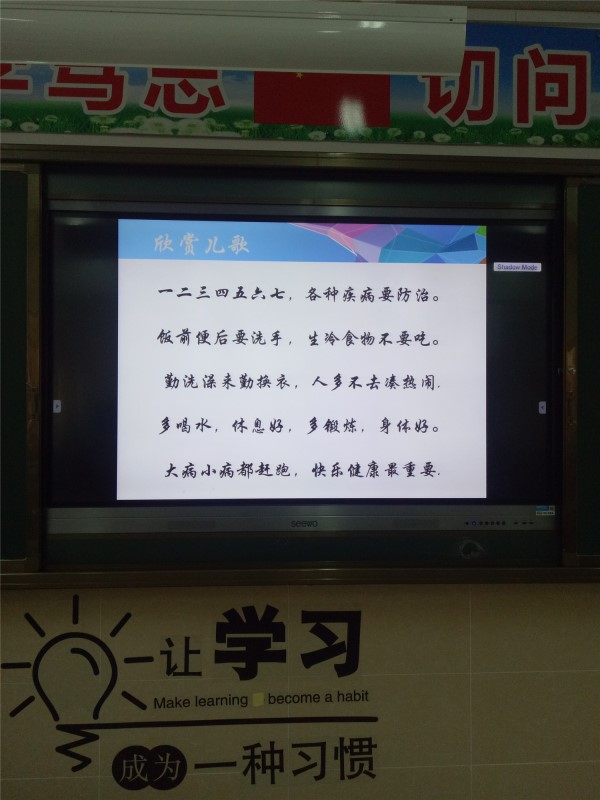 切问
欣赏儿歌
Shadow Mode
一二三四五六七，各种疾病要防治。
饭前便后要洗手，生冷食物不要吃。
勤洗澡来勤换衣，人多不去凑热闹.
多喝水，休息好，多锻炼，身体好。
大病小病都赶跑，快乐健康最重要.
seewo
让学习
Make learning become a habit
成为一种习惯